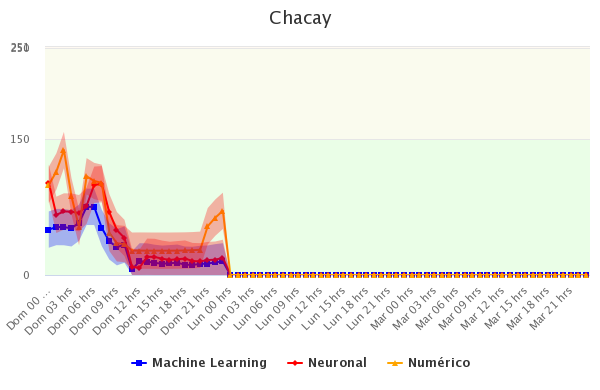 Chacay
250
150
0
Dom 00 ...
Dom 03 hrs
Dom 06 hrs
Dom 09 hrs
Dom 12 hrs
Dom 15 hrs
Dom 18 hrs
Dom 21 hrs
Lun 00 hrs
Lun 03 hrs
Lun 06 hrs
Lun 09 hrs
Lun 12 hrs
Lun 15 hrs
Lun 18 hrs
Lun 21 hrs
Mar 00 hrs
Mar 03 hrs
Mar 06 hrs
Mar 09 hrs
Mar 12 hrs
Mar 15 hrs
Mar 18 hrs
Mar 21 hrs
Machine Learning Neuronal Numérico